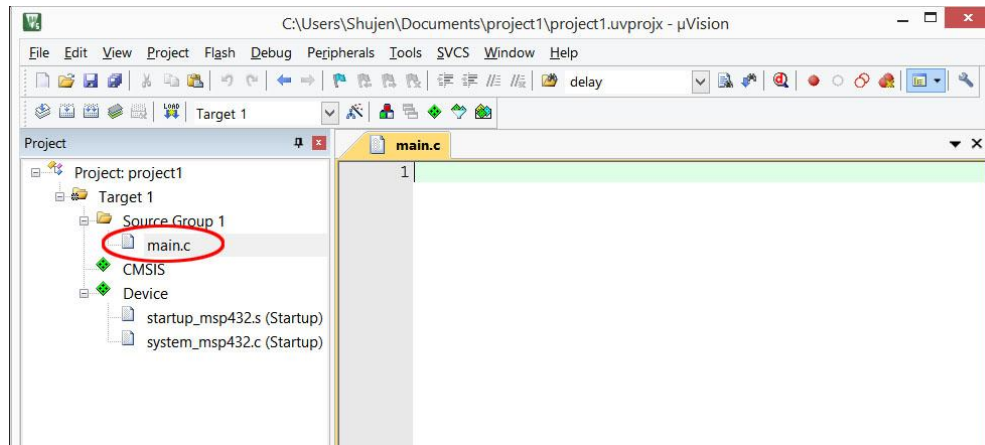 C:\Users\Shujen\Documents\project1\project1.uvprojx - µVision
File Edit View Project Flash Debug Peripherals Tools SVCS Window Help
delay
LOAD Target 1
Project
main.c
1
Project: project1
Target 1
Source Group 1
main.c
CMSIS
Device
startup_msp432.s (Startup)
system_msp432.c (Startup)